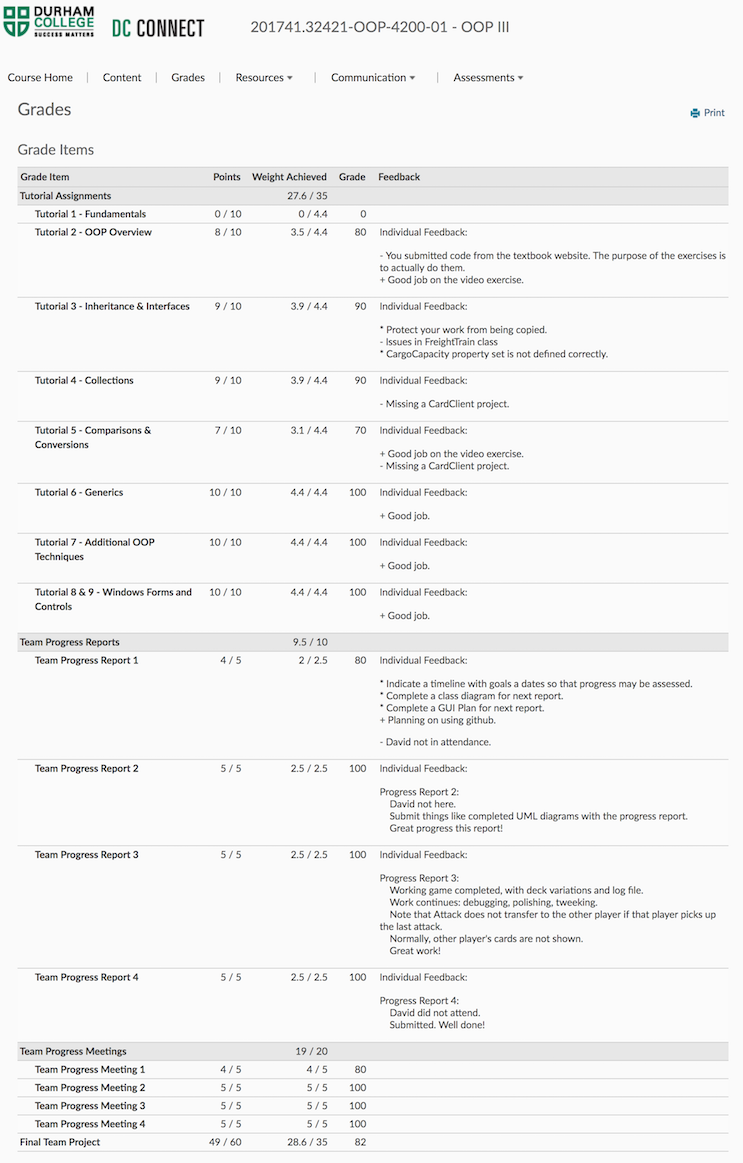 DURHAM
COLLEGE
SUCCESS MATTERS
DC CONNECT
201741.32421-OOP-4200-01 - OOP III
Course Home | Content | Grades | Resources | Communication | Assessments
Grades
Print
Grade Items
Grade Item Points Weight Achieved Grade Feedback
Tutorial Assignments 27.6 / 35
Tutorial 1 - Fundamentals 0 / 10 0 / 4.4 0
Tutorial 2 - OOP Overview 8 / 10 3.5 / 4.4 80 Individual Feedback:
- You submitted code from the textbook website. The purpose of the exercises is
to actually do them.
+ Good job on the video exercise.
Tutorial 3 - Inheritance & Interfaces 9 / 10 3.9 / 4.4 90 Individual Feedback:
* Protect your work from being copied.
- Issues in FreightTrain class
* CargoCapacity property set is not defined correctly.
Tutorial 4 - Collections 9 / 10 3.9 / 4.4 90 Individual Feedback:
- Missing a CardClient project.
Tutorial 5 - Comparisons & 7 / 10 3.1 / 4.4 70 Individual Feedback:
Conversions
+ Good job on the video exercise.
- Missing a CardClient project.
Tutorial 6 - Generics 10 / 10 4.4 / 4.4 100 Individual Feedback:
+ Good job.
Tutorial 7 - Additional OOP 10 / 10 4.4 / 4.4 100 Individual Feedback:
Techniques
+ Good job.
Tutorial 8 & 9 - Windows Forms and 10 / 10 4.4 / 4.4 100 Individual Feedback:
Controls
+ Good job.
Team Progress Reports 9.5 / 10
Team Progress Report 1 4 / 5 2 / 2.5 80 Individual Feedback:
* Indicate a timeline with goals a dates so that progress may be assessed.
* Complete a class diagram for next report.
* Complete a GUI Plan for next report.
+ Planning on using github.
- David not in attendance.
Team Progress Report 2 5 / 5 2.5 / 2.5 100 Individual Feedback:
Progress Report 2:
David not here.
Submit things like completed UML diagrams with the progress report.
Great progress this report!
Team Progress Report 3 5 / 5 2.5 / 2.5 100 Individual Feedback:
Progress Report 3:
Working game completed, with deck variations and log file.
Work continues: debugging, polishing, tweeking.
Note that Attack does not transfer to the other player if that player picks up
the last attack.
Normally, other player's cards are not shown.
Great work!
Team Progress Report 4 5 / 5 2.5 / 2.5 100 Individual Feedback:
Progress Report 4:
David did not attend.
Submitted. Well done!
Team Progress Meetings 19 / 20
Team Progress Meeting 1 4 / 5 4 / 5 80
Team Progress Meeting 2 5 / 5 5 / 5 100
Team Progress Meeting 3 5 / 5 5 / 5 100
Team Progress Meeting 4 5 / 5 5 / 5 100
Final Team Project 49 / 60 28.6 / 35 82